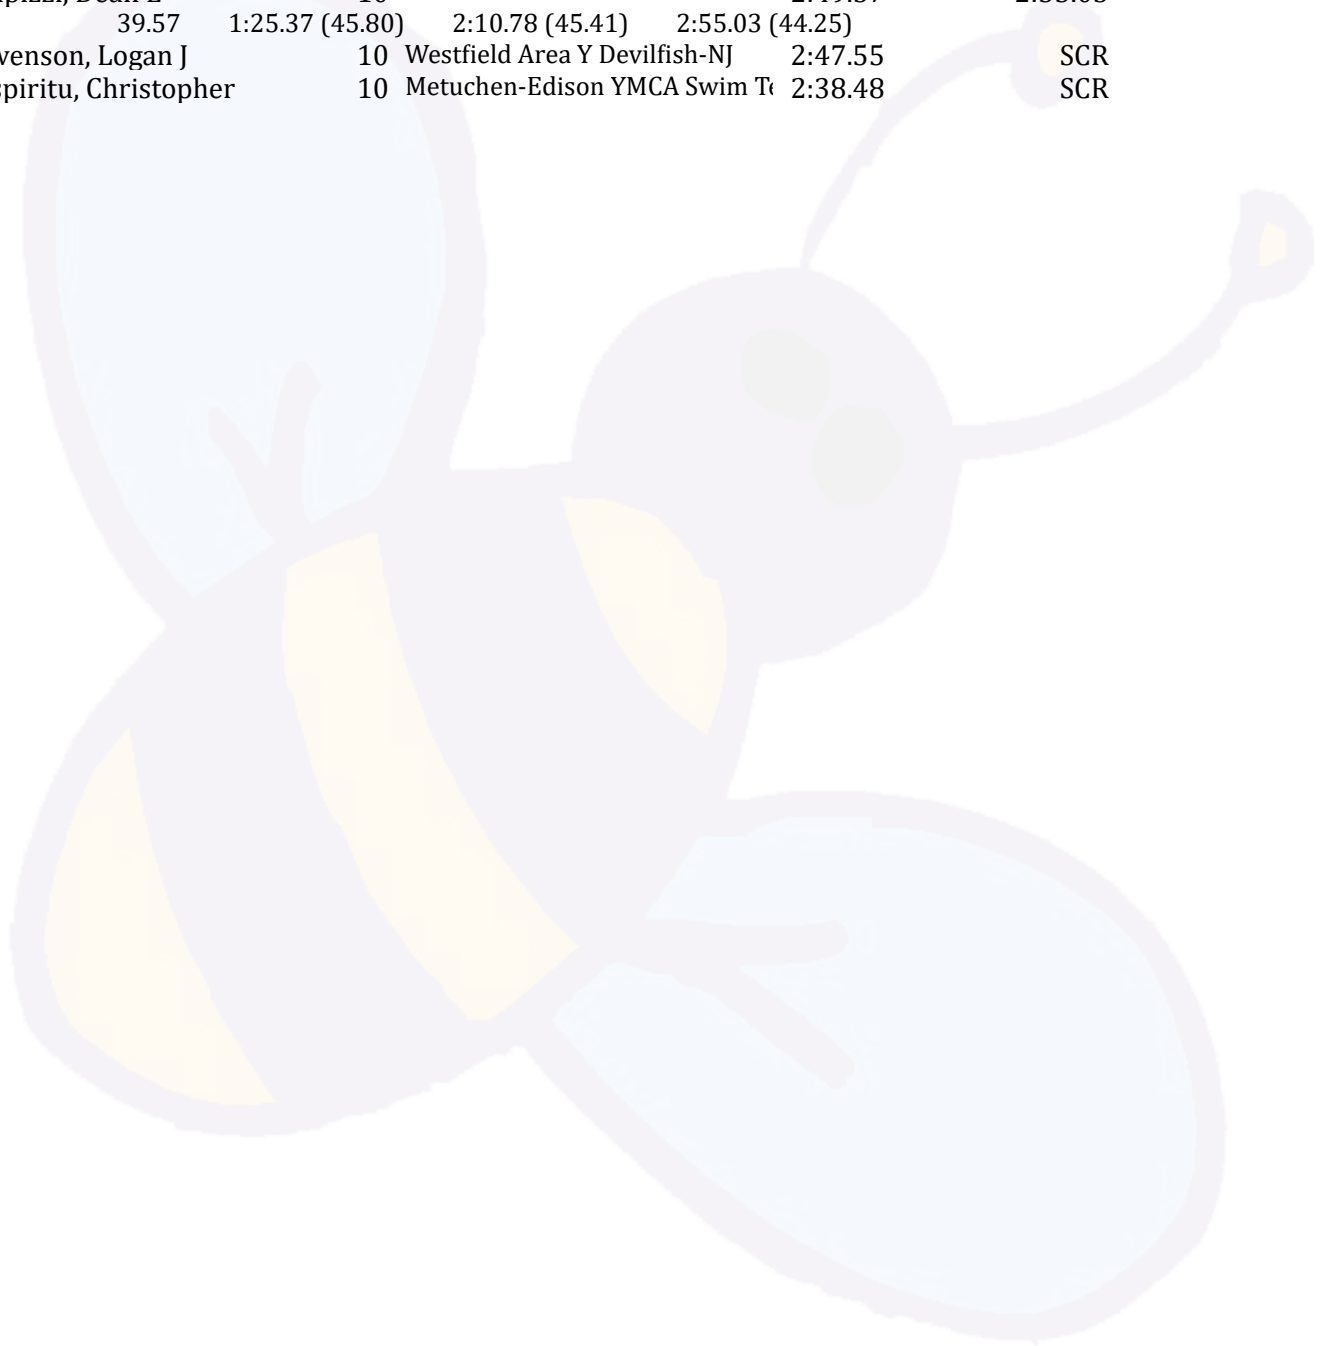 39.57 1:25.37 (45.80) 2:10.78 (45.41) 2:55.03 (44.25)
venson, Logan J 10 Westfield Area Y Devilfish-NJ 2:47.55 SCR
spiritu, Christopher 10 Metuchen-Edison YMCA Swim Te 2:38.48 SCR